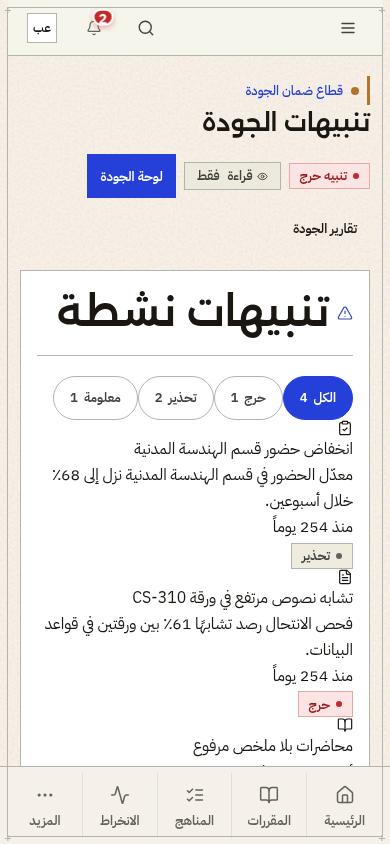 2
عب
قطاع ضمان الجودة
تنبيهات الجودة
تنبيه حرج
قراءة فقط
لوحة الجودة
تقارير الجودة
تنبيهات نشطة
الكل 4
حرج 1
تحذير 2
معلومة 1
انخفاض حضور قسم الهندسة المدنية
معدّل الحضور في قسم الهندسة المدنية نزل إلى 68٪
خلال أسبوعين.
منذ 254 يوماً
تحذير
تشابه نصوص مرتفع في ورقة CS-310
فحص الانتحال رصد تشابهًا 61٪ بين ورقتين في قواعد
البيانات.
منذ 254 يوماً
حرج
محاضرات بلا ملخص مرفوع
الرئيسية
المقررات
المناهج
الانخراط
المزيد